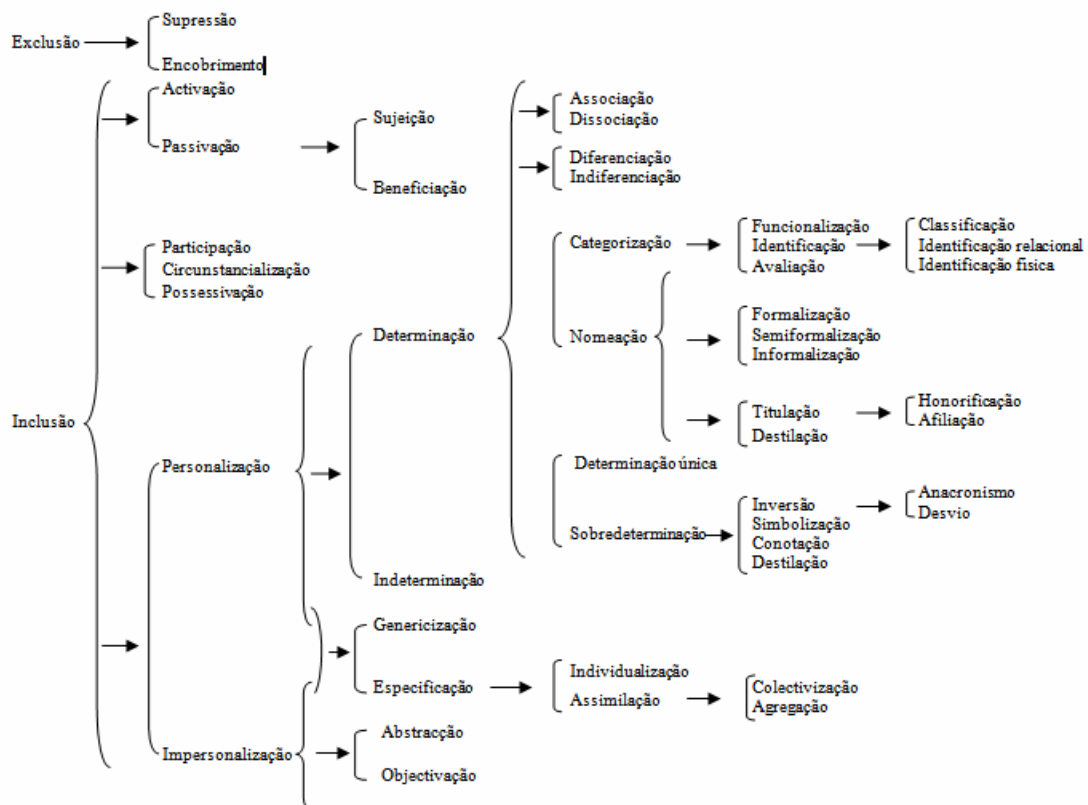 Exclusão
Supressão
Encobrimento
Inclusão
Activação
Passivação
Sujeição
Beneficiação
Participação
Circunstancialização
Possessivação
Personalização
Determinação
Associação
Dissociação
Diferenciação
Indiferenciação
Categorização
Funcionalização
Identificação
Avaliação
Classificação
Identificação relacional
Identificação física
Nomeação
Formalização
Semiformalização
Informalização
Titulação
Destilação
Honorificação
Afiliação
Determinação única
Sobredeterminação
Inversão
Simbolização
Conotação
Destilação
Anacronismo
Desvio
Indeterminação
Genericização
Especificação
Individualização
Assimilação
Colectivização
Agregação
Impersonalização
Abstracção
Objectivação